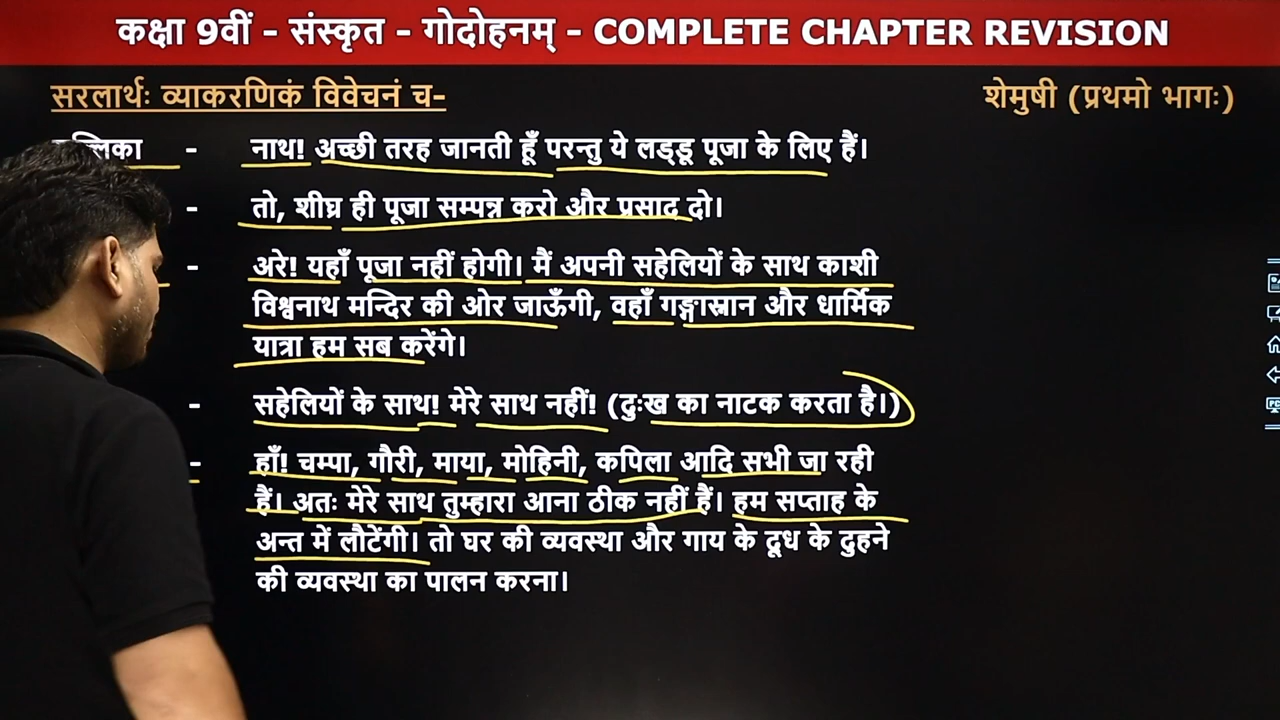 कक्षा 9वीं - संस्कृत - गोदोहनम् - COMPLETE CHAPTER REVISION
सरलार्थः व्याकरणिकं विवेचनं च-
शेमुषी (प्रथमो भागः)
- नाथ! अच्छी तरह जानती हूँ परन्तु ये लड्डू पूजा के लिए हैं।
- तो, शीघ्र ही पूजा सम्पन्न करो और प्रसाद दो।
- अरे! यहाँ पूजा नहीं होगी। मैं अपनी सहेलियों के साथ काशी
विश्वनाथ मन्दिर की ओर जाऊँगी, वहाँ गङ्गास्नान और धार्मिक
यात्रा हम सब करेंगे।
- सहेलियों के साथ! मेरे साथ नहीं! (दुःख का नाटक करता है।)
- हाँ! चम्पा, गौरी, माया, मोहिनी, कपिला आदि सभी जा रही
हैं। अतः मेरे साथ तुम्हारा आना ठीक नहीं हैं। हम सप्ताह के
अन्त में लौटेंगी। तो घर की व्यवस्था और गाय के दूध के दुहने
की व्यवस्था का पालन करना।